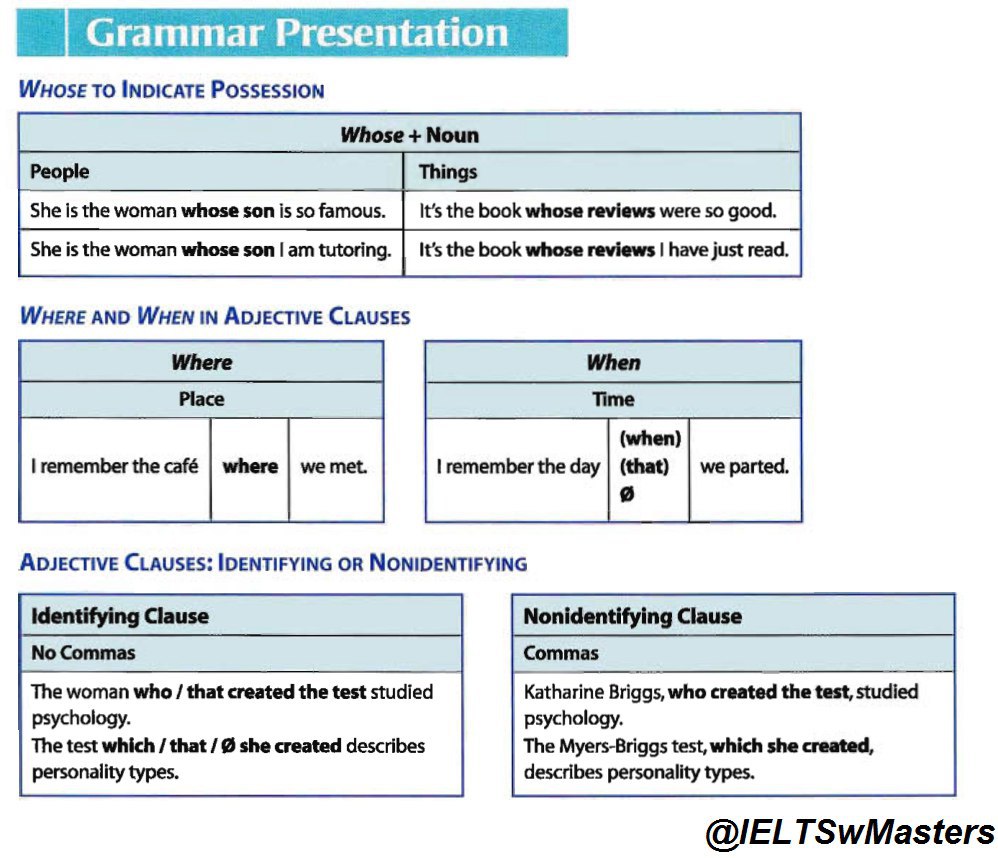 Grammar Presentation
WHOSE TO INDICATE POSSESSION
Whose + Noun
People
Things
She is the woman whose son is so famous.
It's the book whose reviews were so good.
She is the woman whose son I am tutoring.
It's the book whose reviews I have just read.
WHERE AND WHEN IN ADJECTIVE CLAUSES
Where
Place
I remember the café
where
we met.
When
Time
I remember the day
(when)
(that)
Ø
we parted.
ADJECTIVE CLAUSES: IDENTIFYING OR NONIDENTIFYING
Identifying Clause
No Commas
The woman who / that created the test studied
psychology.
The test which / that / Ø she created describes
personality types.
Nonidentifying Clause
Commas
Katharine Briggs, who created the test, studied
psychology.
The Myers-Briggs test, which she created,
describes personality types.
@IELTSwMasters